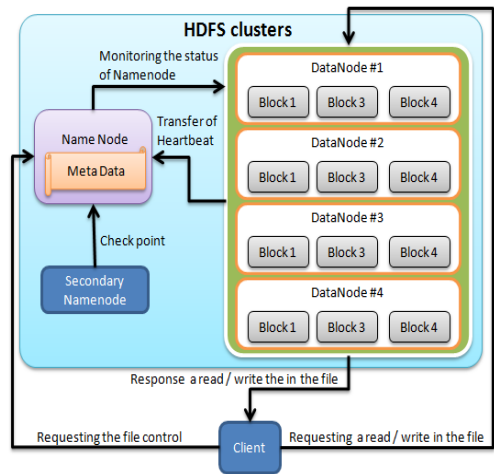 HDFS clusters
Monitoring the status
of Namenode
DataNode #1
Block 1 Block 3 Block 4
Name Node
Meta Data
Transfer of
Heartbeat
DataNode #2
Block 1 Block 3 Block 4
Check point
DataNode #3
Block 1 Block 3 Block 4
Secondary
Namenode
DataNode #4
Block 1 Block 3 Block 4
Response a read / write the in the file
Requesting the file control
Client
Requesting a read / write in the file